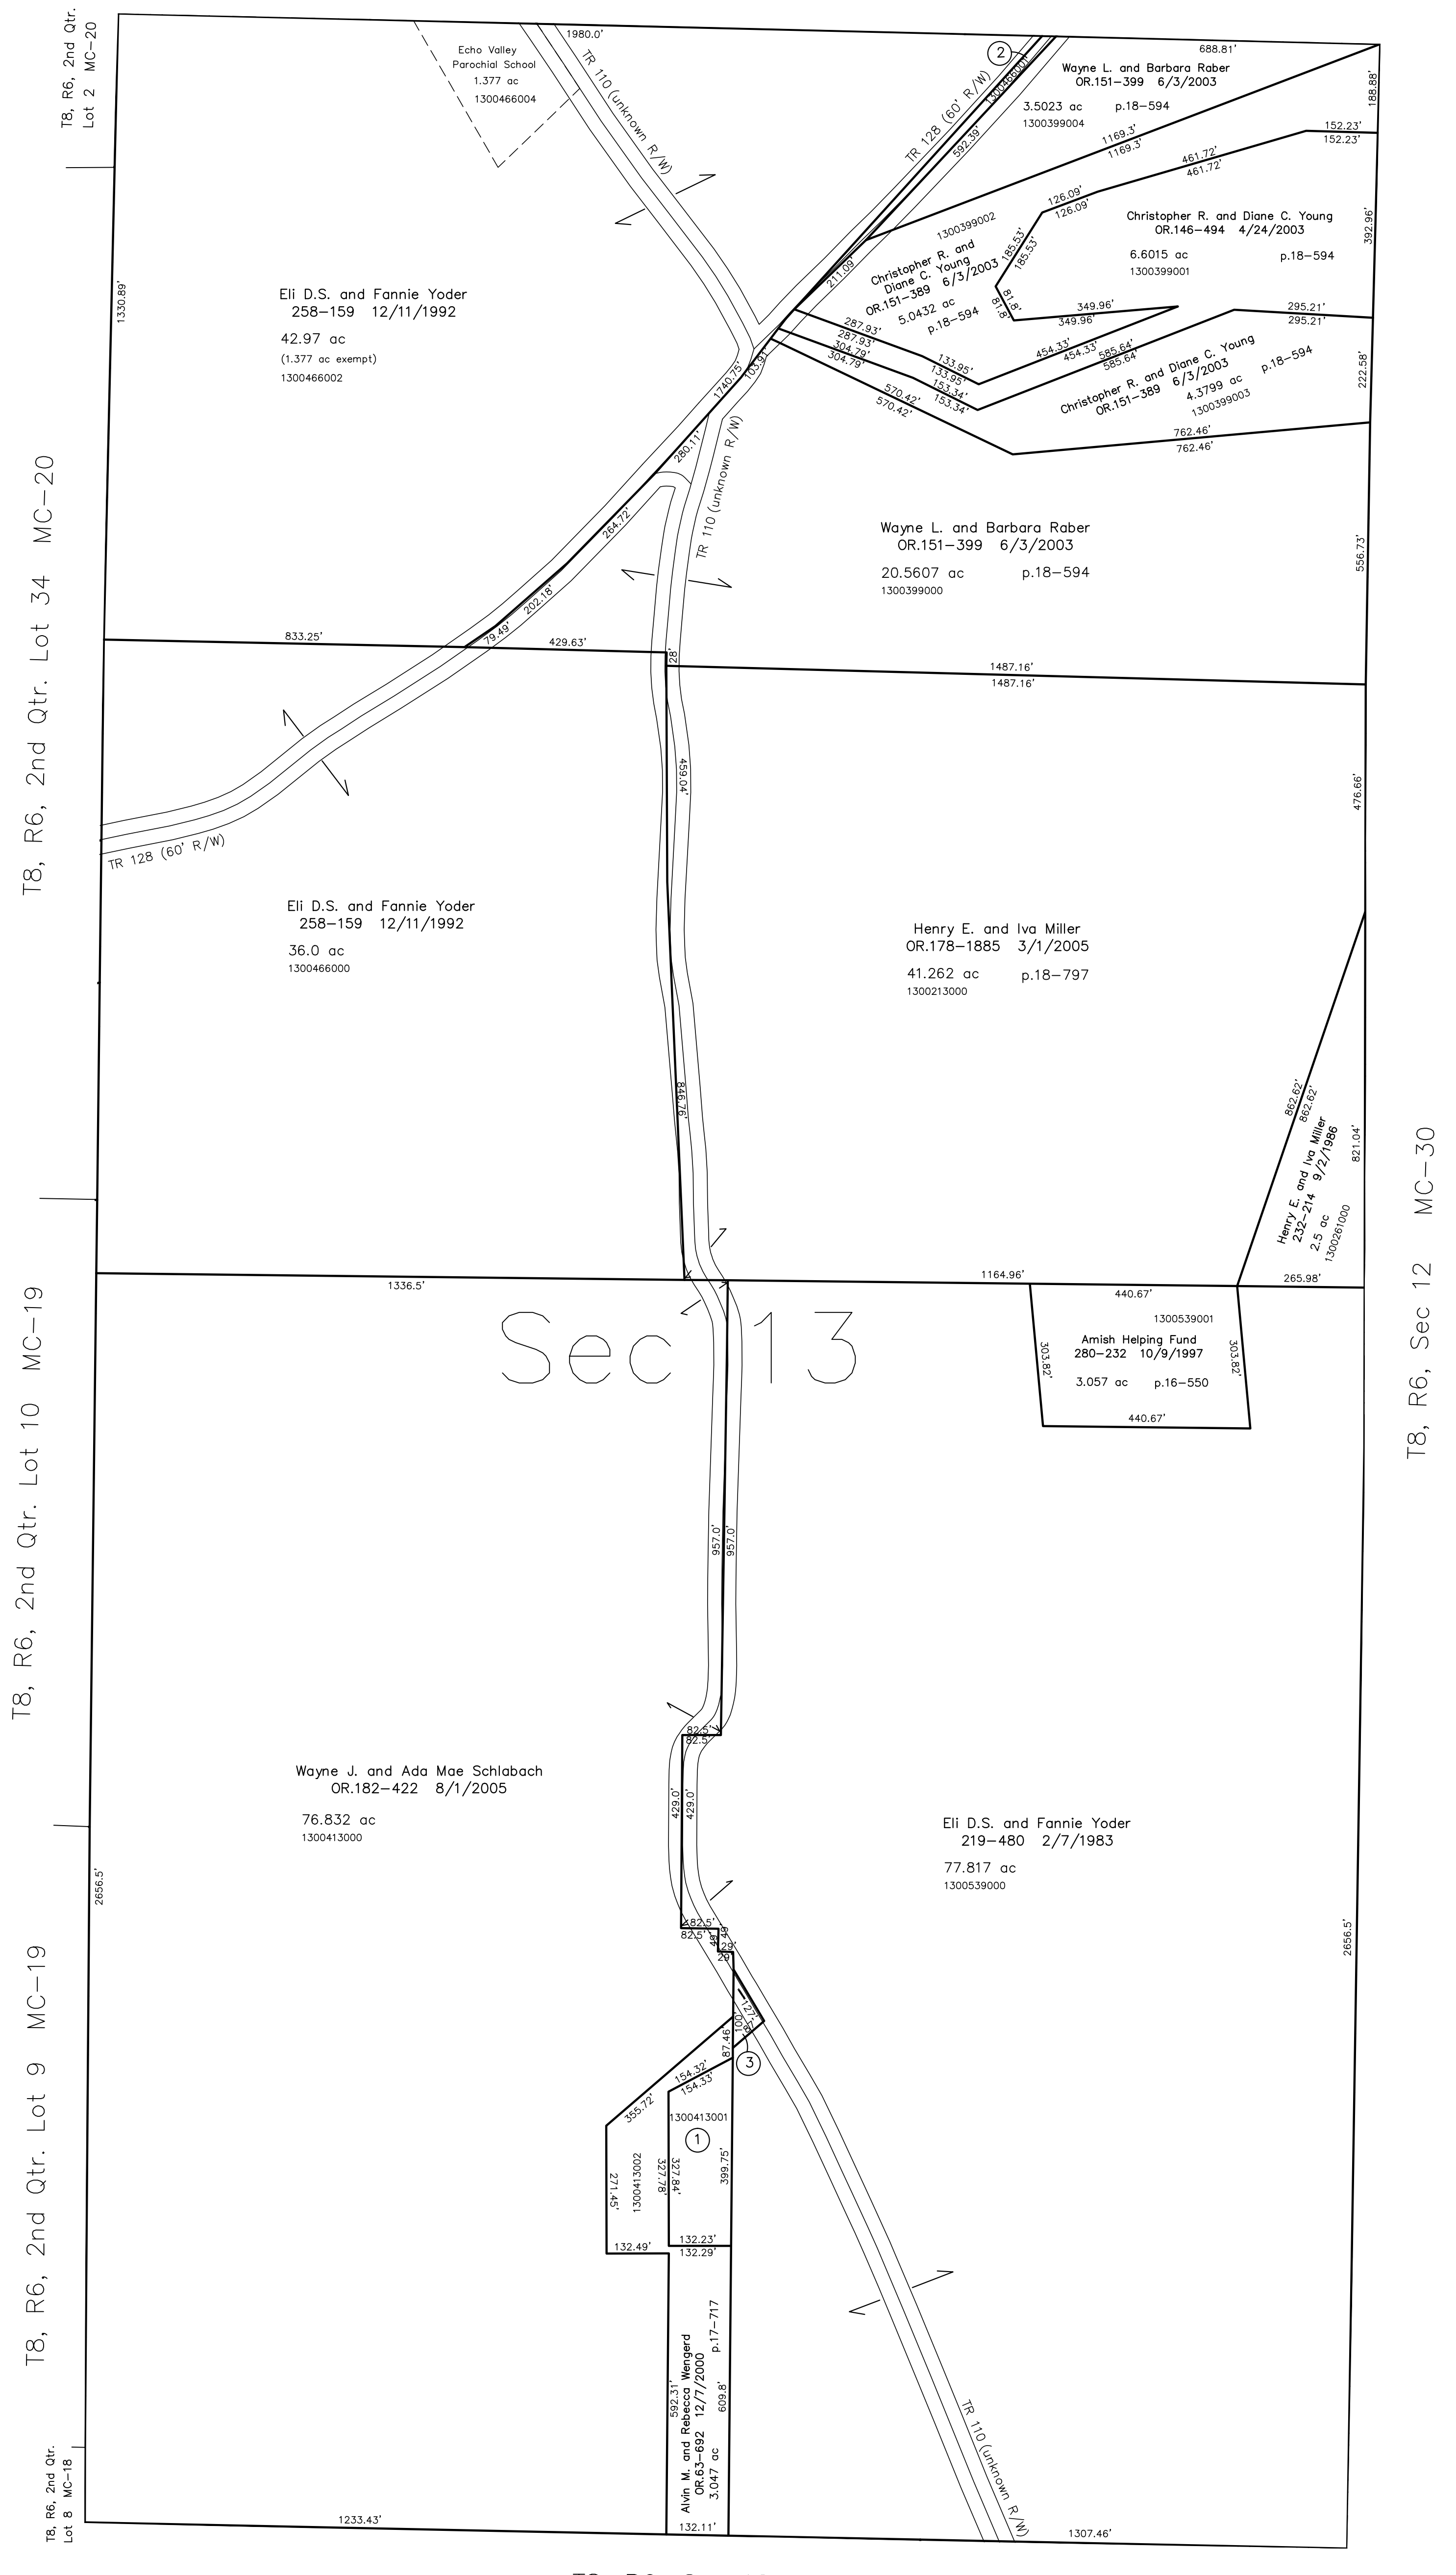 T8, R6, 2nd Qtr.
Lot 2 MC-20
1980.0'
Echo Valley
Parochial School
1.377 ac
1300466004
TR 110 (unknown R/W)
2
1300466001
TR 128 (60' R/W)
592.39'
688.81'
Wayne L. and Barbara Raber
OR.151-399 6/3/2003
3.5023 ac p.18-594
1300399004
188.88'
1169.3'
1169.3'
152.23'
152.23'
461.72'
461.72'
126.09'
126.09'
185.53'
185.53'
81.8'
81.8'
1300399002
Christopher R. and
Diane C. Young
OR.151-389 6/3/2003
5.0432 ac
p.18-594
211.09'
Christopher R. and Diane C. Young
OR.146-494 4/24/2003
6.6015 ac p.18-594
1300399001
392.96'
349.96'
349.96'
295.21'
295.21'
287.93'
287.93'
304.79'
304.79'
133.95'
133.95'
153.34'
153.34'
454.33'
454.33'
585.64'
585.64'
570.42'
570.42'
Christopher R. and Diane C. Young
OR.151-389 6/3/2003
4.3799 ac p.18-594
1300399003
222.58'
762.46'
762.46'
1330.89'
Eli D.S. and Fannie Yoder
258-159 12/11/1992
42.97 ac
(1.377 ac exempt)
1300466002
1740.75'
103.91'
280.11'
264.72'
202.18'
79.49'
TR 110 (unknown R/W)
Wayne L. and Barbara Raber
OR.151-399 6/3/2003
20.5607 ac p.18-594
1300399000
556.73'
T8, R6, 2nd Qtr. Lot 34 MC-20
833.25'
429.63'
28'
1487.16'
1487.16'
TR 128 (60' R/W)
459.04'
476.66'
Eli D.S. and Fannie Yoder
258-159 12/11/1992
36.0 ac
1300466000
Henry E. and Iva Miller
OR.178-1885 3/1/2005
41.262 ac p.18-797
1300213000
846.76'
862.62'
862.62'
Henry E. and Iva Miller
232-214 9/2/1986
2.5 ac
1300261000
821.04'
T8, R6, Sec 12 MC-30
1336.5'
1164.96'
265.98'
Sec 13
440.67'
1300539001
Amish Helping Fund
280-232 10/9/1997
3.057 ac p.16-550
303.82'
303.82'
440.67'
T8, R6, 2nd Qtr. Lot 10 MC-19
957.0'
957.0'
82.5'
82.5'
429.0'
429.0'
Wayne J. and Ada Mae Schlabach
OR.182-422 8/1/2005
76.832 ac
1300413000
Eli D.S. and Fannie Yoder
219-480 2/7/1983
77.817 ac
1300539000
2656.5'
2656.5'
82.5'
82.5'
49'
49'
29'
29'
127'
100'
87'
87.46'
3
154.32'
154.33'
355.72'
1300413001
1
271.45'
1300413002
327.78'
327.84'
399.75'
132.49'
132.23'
132.29'
T8, R6, 2nd Qtr. Lot 9 MC-19
592.31'
Alvin M. and Rebecca Wengerd
OR.63-692 12/7/2000
3.047 ac p.17-717
609.8'
TR 110 (unknown R/W)
T8, R6, 2nd Qtr.
Lot 8 MC-18
1233.43'
132.11'
1307.46'